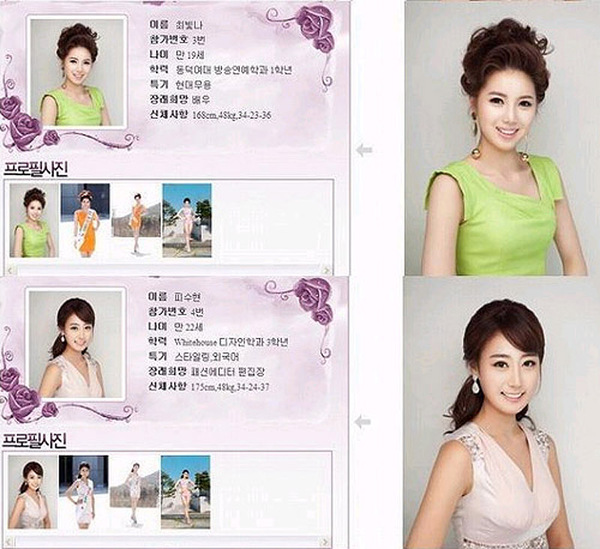 이름 최빛나
참가번호 3번
나이 만 19세
학력 동덕여대 방송연예학과 1학년
특기 현대무용
장래희망 배우
신체사항 168cm,48kg,34-23-36
프로필사진
이름 피수현
참가번호 4번
나이 만 22세
학력 Whitehouse 디자인학과 3학년
특기 스타일링,외국어
장래희망 패션에디터 편집장
신체사항 175cm,48kg,34-24-37
프로필사진